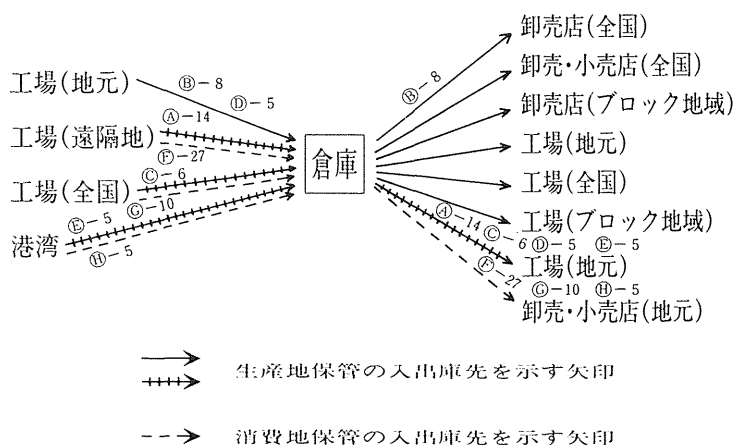 卸売店(全国)
Ⓑ-8
卸売・小売店(全国)
工場(地元)
Ⓑ-8
Ⓓ-5
卸売店(ブロック地域)
Ⓐ-14
工場(遠隔地)
Ⓕ-27
倉庫
工場(地元)
Ⓒ-6
工場(全国)
工場(全国)
Ⓖ-10
Ⓔ-5
工場(ブロック地域)
Ⓐ-14
Ⓒ-6 Ⓓ-5 Ⓔ-5
港湾
Ⓗ-5
工場(地元)
Ⓕ-27
Ⓖ-10 Ⓗ-5
卸売・小売店(地元)
生産地保管の入出庫先を示す矢印
消費地保管の入出庫先を示す矢印